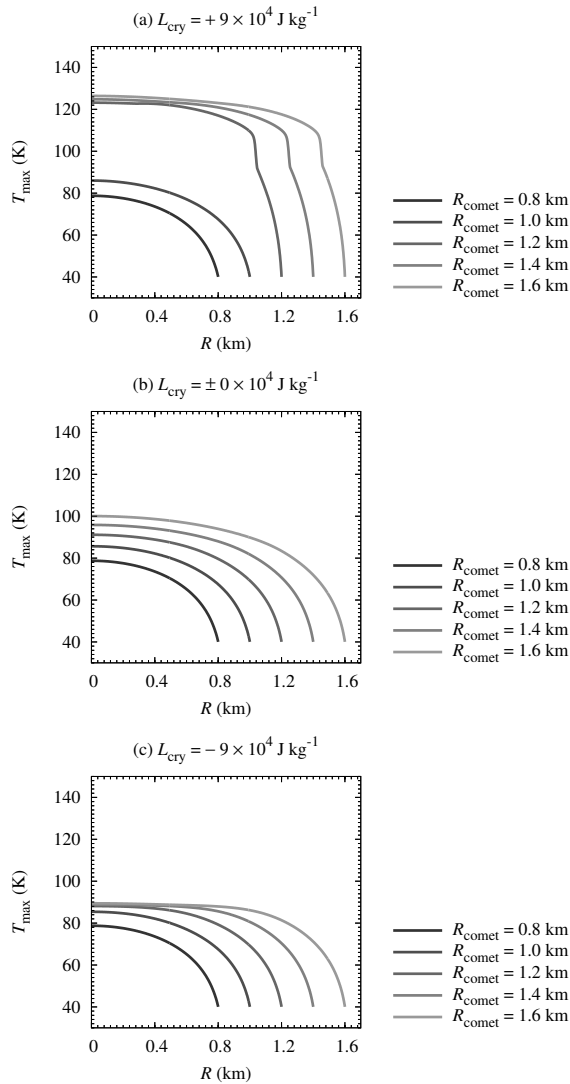 (a) L_cry = + 9 × 10^4 J kg^-1
140
120
100
80
60
40
T_max (K)
0 0.4 0.8 1.2 1.6
R (km)
R_comet = 0.8 km
R_comet = 1.0 km
R_comet = 1.2 km
R_comet = 1.4 km
R_comet = 1.6 km
(b) L_cry = ± 0 × 10^4 J kg^-1
140
120
100
80
60
40
T_max (K)
0 0.4 0.8 1.2 1.6
R (km)
R_comet = 0.8 km
R_comet = 1.0 km
R_comet = 1.2 km
R_comet = 1.4 km
R_comet = 1.6 km
(c) L_cry = − 9 × 10^4 J kg^-1
140
120
100
80
60
40
T_max (K)
0 0.4 0.8 1.2 1.6
R (km)
R_comet = 0.8 km
R_comet = 1.0 km
R_comet = 1.2 km
R_comet = 1.4 km
R_comet = 1.6 km